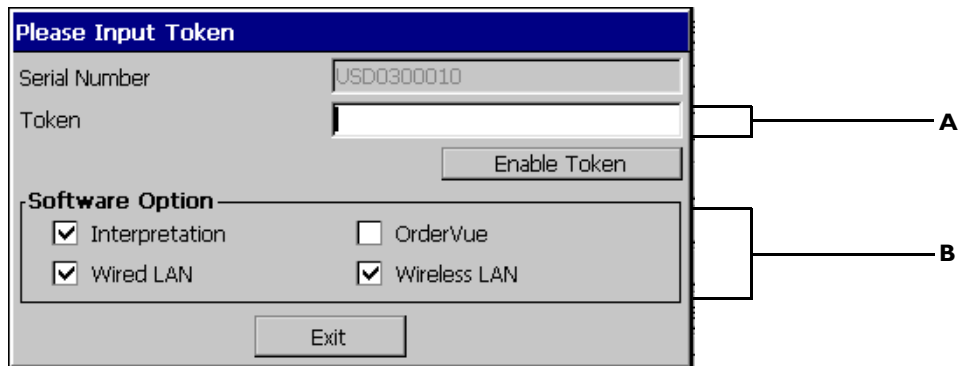 Please Input Token
Serial Number USD0300010
Token A
Enable Token
Software Option
Interpretation OrderVue
B
Wired LAN Wireless LAN
Exit